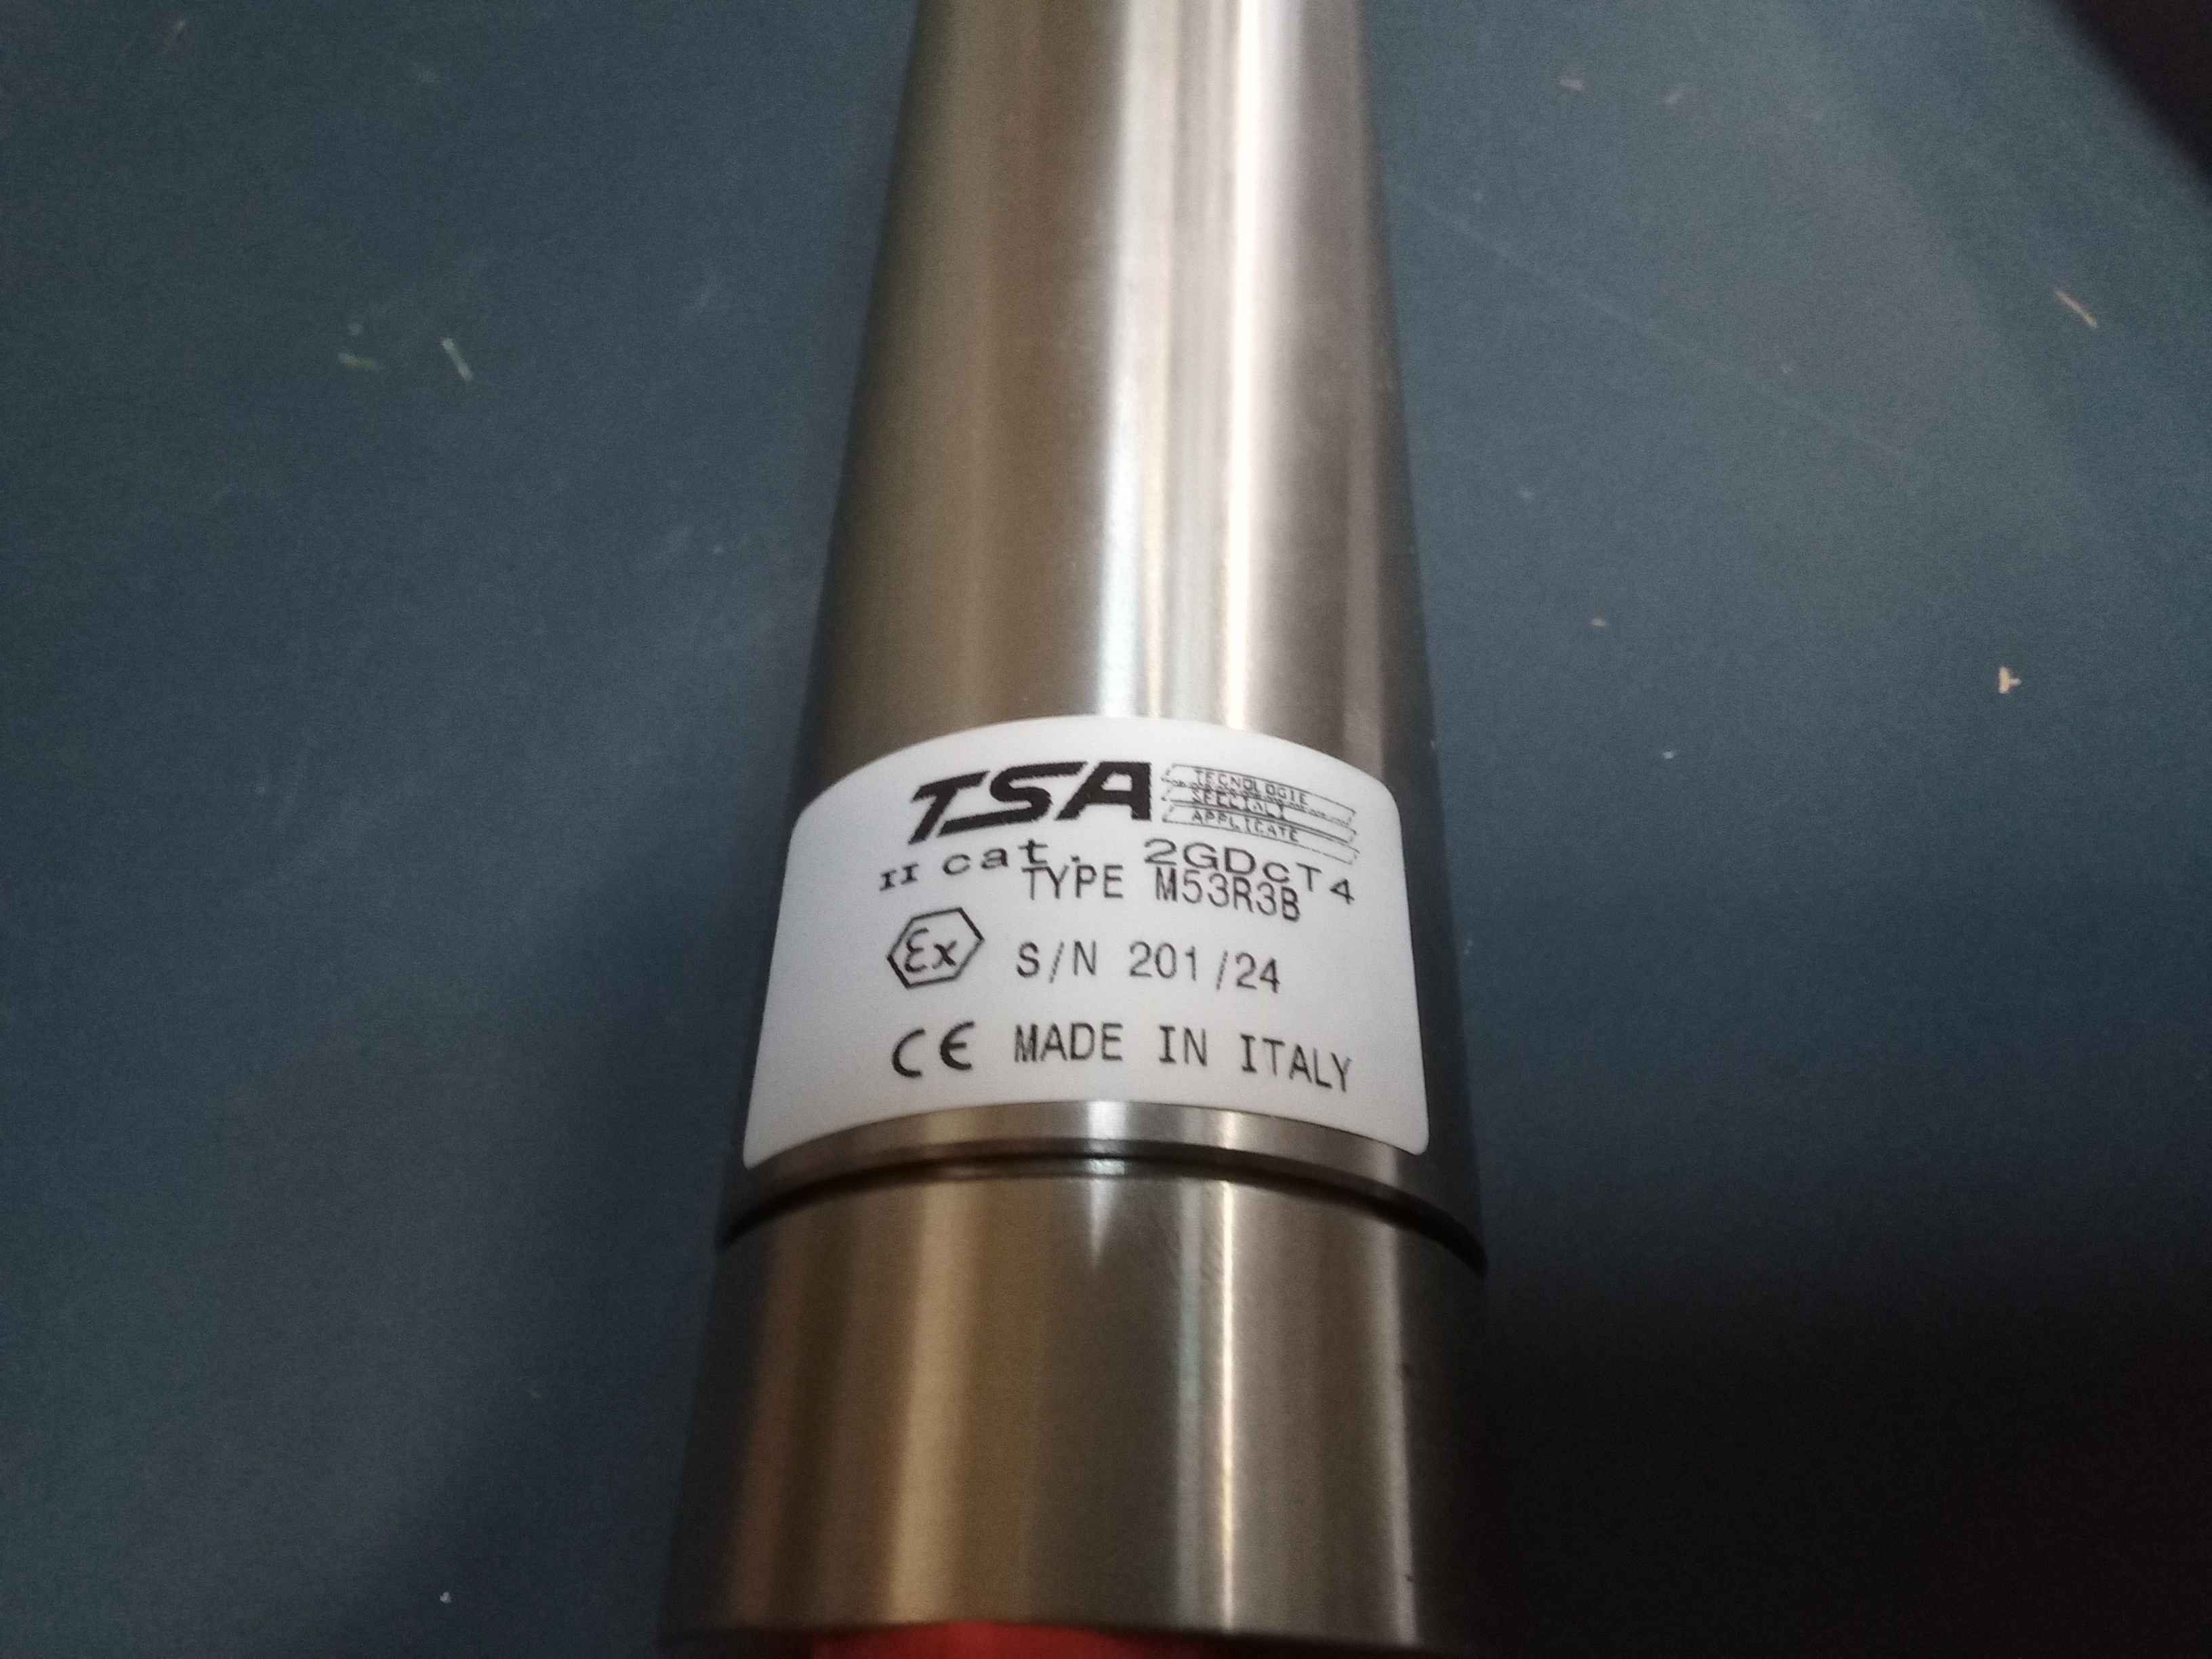 TSA
TECNOLOGIE
SPECIALI
APPLICATE
II cat. 2GDcT4
TYPE M53R3B
Ex
S/N 201/24
CE MADE IN ITALY